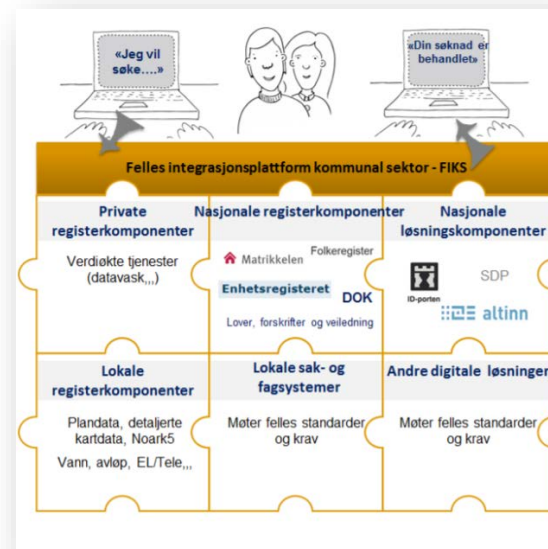 «Jeg vil
søke....»
«Din søknad er
behandlet»
Felles integrasjonsplattform kommunal sektor - FIKS
Private
registerkomponenter
Verdiøkte tjenester
(datavask,,,)
Nasjonale registerkomponenter
Matrikkelen
Folkeregister
Enhetsregisteret
DOK
Lover, forskrifter og veiledning
Nasjonale
løsningskomponenter
ID-porten
SDP
altinn
Lokale
registerkomponenter
Plandata, detaljerte
kartdata, Noark5
Vann, avløp, EL/Tele,,,
Lokale sak- og
fagsystemer
Møter felles standarder
og krav
Andre digitale løsninger
Møter felles standarder
og krav